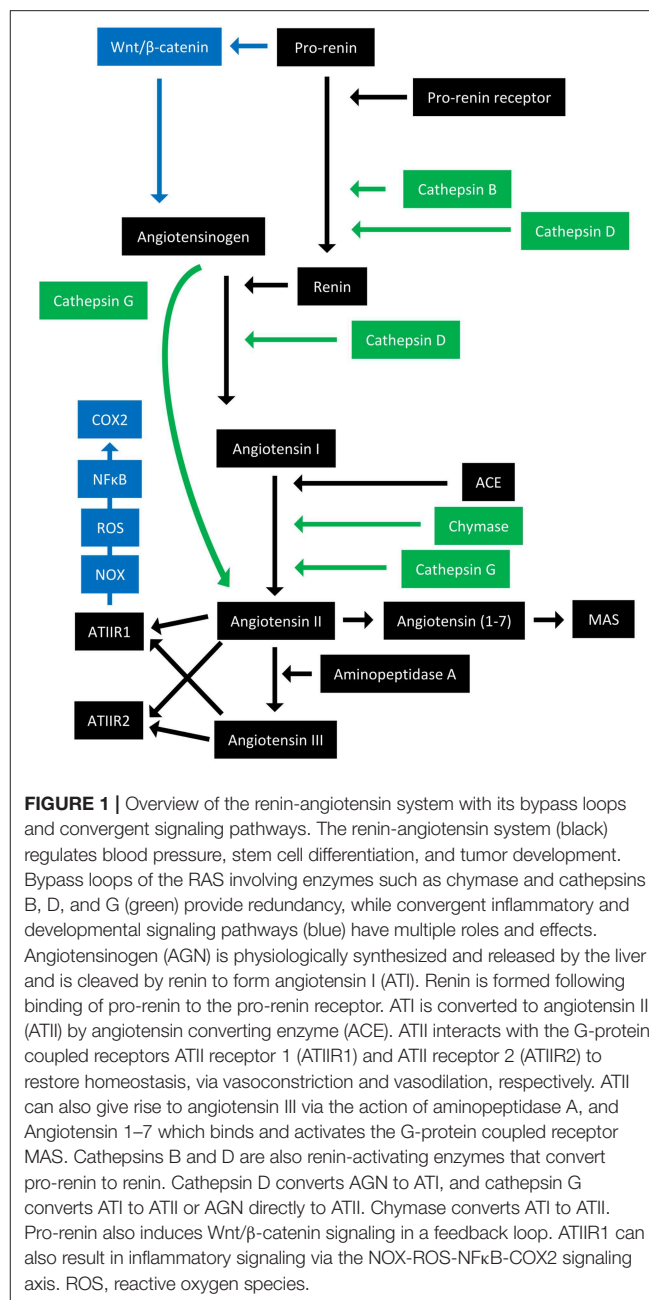 Wnt/β-catenin
Pro-renin
Pro-renin receptor
Cathepsin B
Cathepsin D
Angiotensinogen
Renin
Cathepsin G
Cathepsin D
COX2
Angiotensin I
NFκB
ACE
ROS
Chymase
NOX
Cathepsin G
ATIIR1
Angiotensin II
Angiotensin (1-7)
MAS
Aminopeptidase A
ATIIR2
Angiotensin III
FIGURE 1 | Overview of the renin-angiotensin system with its bypass loops
and convergent signaling pathways. The renin-angiotensin system (black)
regulates blood pressure, stem cell differentiation, and tumor development.
Bypass loops of the RAS involving enzymes such as chymase and cathepsins
B, D, and G (green) provide redundancy, while convergent inflammatory and
developmental signaling pathways (blue) have multiple roles and effects.
Angiotensinogen (AGN) is physiologically synthesized and released by the liver
and is cleaved by renin to form angiotensin I (ATI). Renin is formed following
binding of pro-renin to the pro-renin receptor. ATI is converted to angiotensin II
(ATII) by angiotensin converting enzyme (ACE). ATII interacts with the G-protein
coupled receptors ATII receptor 1 (ATIIR1) and ATII receptor 2 (ATIIR2) to
restore homeostasis, via vasoconstriction and vasodilation, respectively. ATII
can also give rise to angiotensin III via the action of aminopeptidase A, and
Angiotensin 1–7 which binds and activates the G-protein coupled receptor
MAS. Cathepsins B and D are also renin-activating enzymes that convert
pro-renin to renin. Cathepsin D converts AGN to ATI, and cathepsin G
converts ATI to ATII or AGN directly to ATII. Chymase converts ATI to ATII.
Pro-renin also induces Wnt/β-catenin signaling in a feedback loop. ATIIR1 can
also result in inflammatory signaling via the NOX-ROS-NFκB-COX2 signaling
axis. ROS, reactive oxygen species.